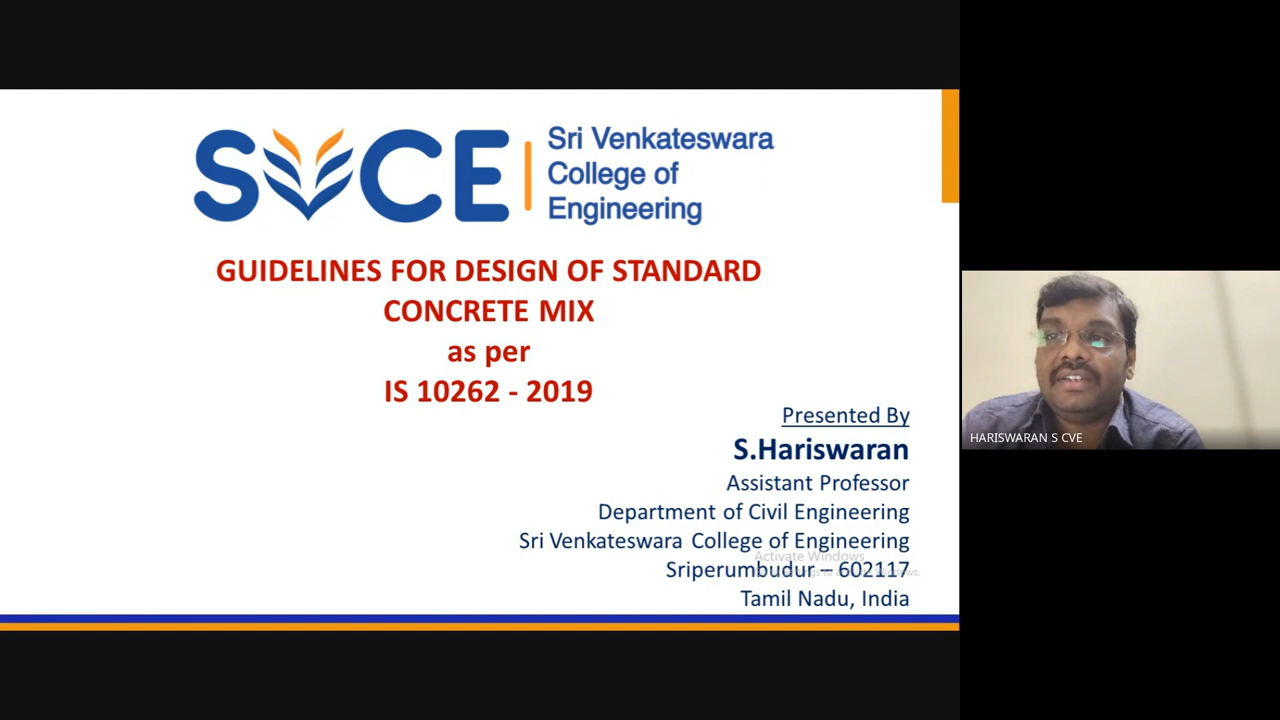 SVCE
Sri Venkateswara
College of
Engineering
GUIDELINES FOR DESIGN OF STANDARD
CONCRETE MIX
as per
IS 10262 - 2019
Presented By
S.Hariswaran
Assistant Professor
Department of Civil Engineering
Sri Venkateswara College of Engineering
Activate Windows
Sriperumbudur – 602117
Tamil Nadu, India
HARISWARAN S CVE